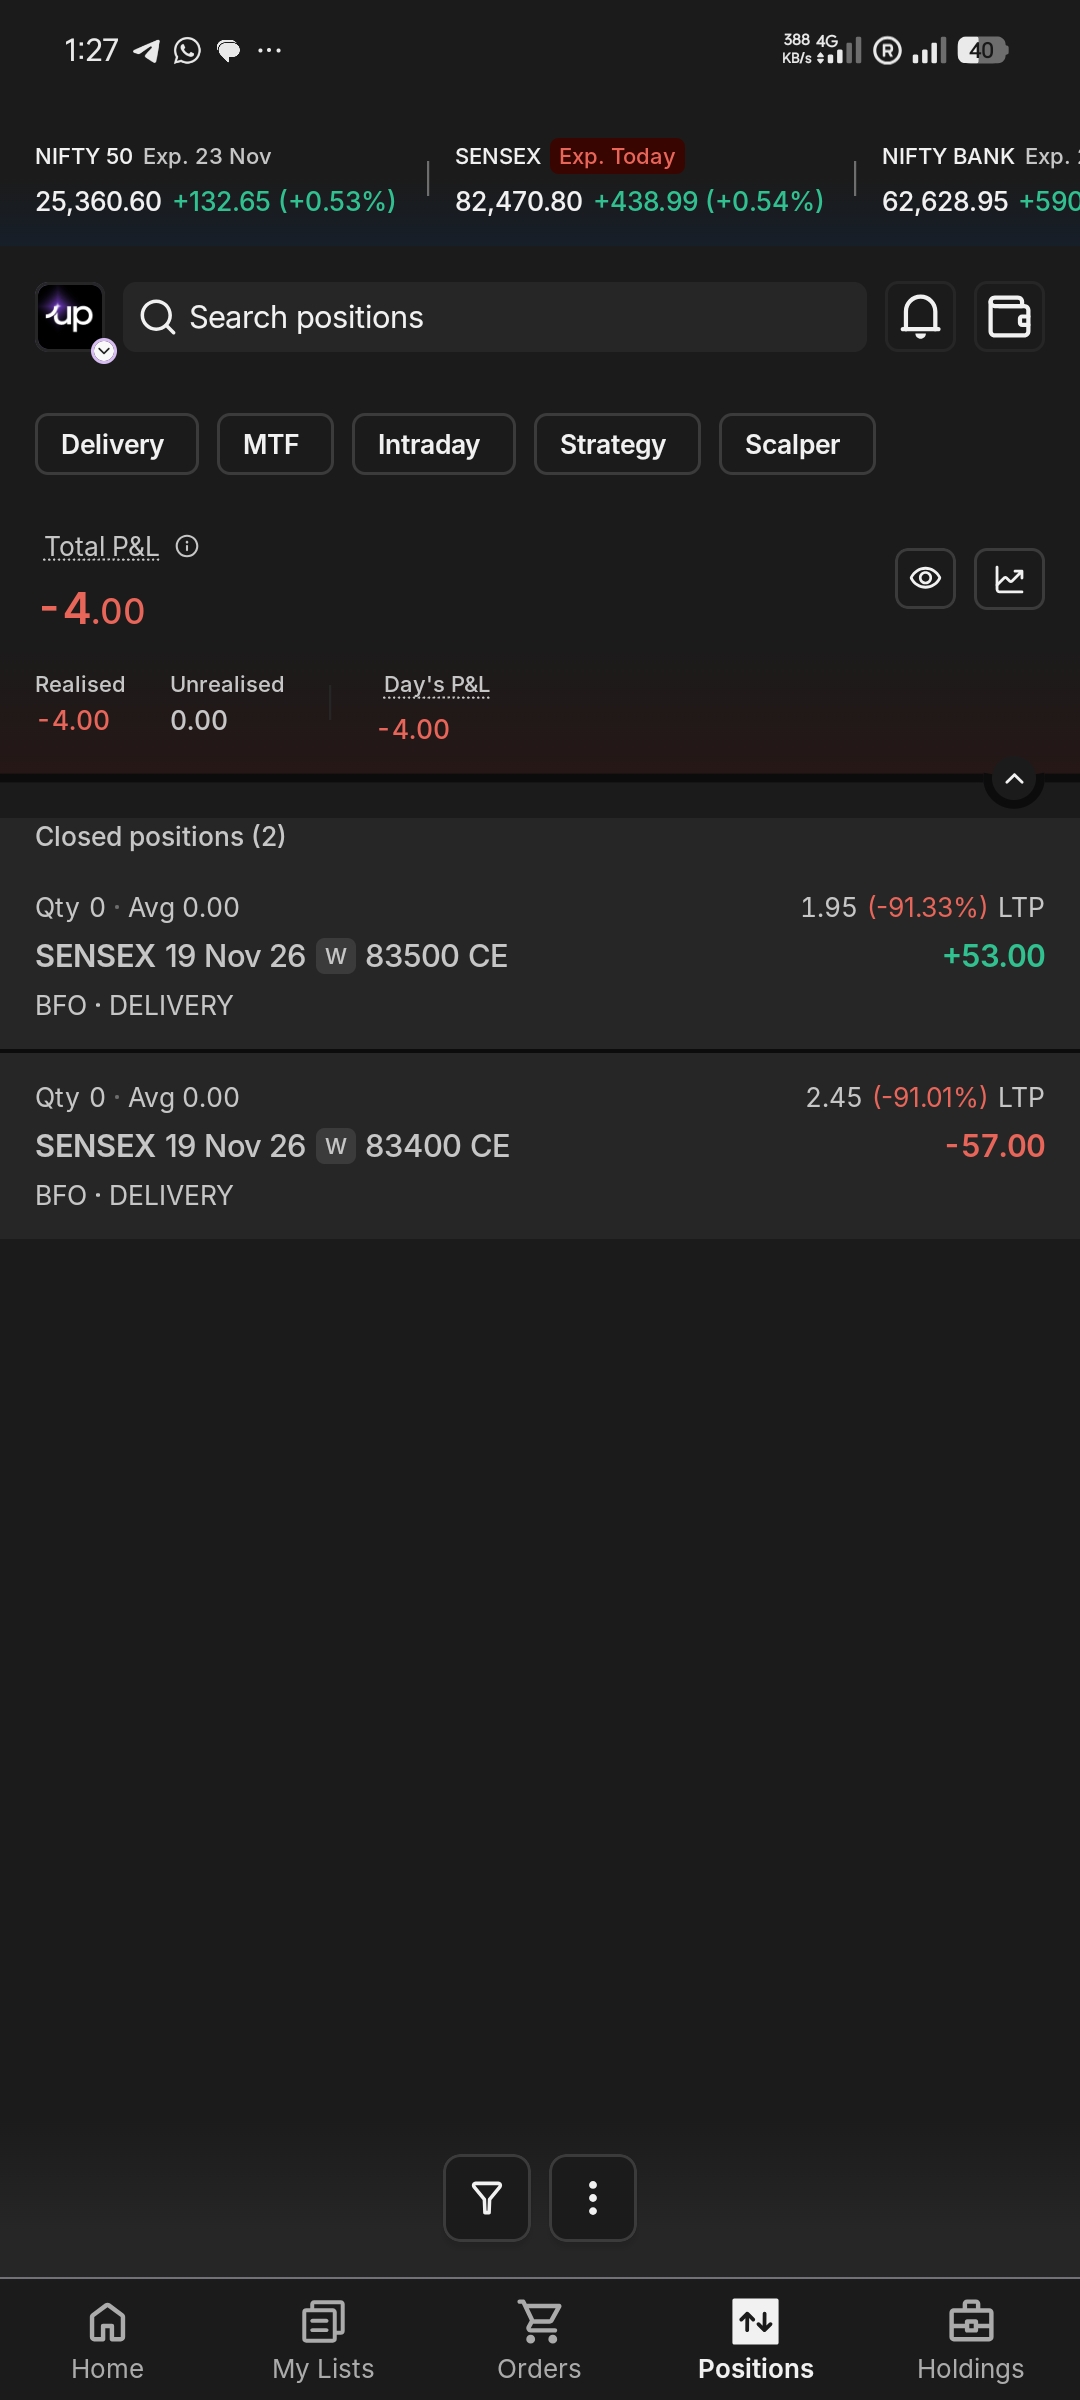 1:27 ... 388 KB/s 4G R 40
NIFTY 50 Exp. 23 Nov
25,360.60 +132.65 (+0.53%)
SENSEX Exp. Today
82,470.80 +438.99 (+0.54%)
NIFTY BANK Exp.
62,628.95 +590
up
Search positions
Delivery MTF Intraday Strategy Scalper
Total P&L
-4.00
Realised Unrealised Day's P&L
-4.00 0.00 -4.00
Closed positions (2)
Qty 0 · Avg 0.00 1.95 (-91.33%) LTP
SENSEX 19 Nov 26 W 83500 CE +53.00
BFO · DELIVERY
Qty 0 · Avg 0.00 2.45 (-91.01%) LTP
SENSEX 19 Nov 26 W 83400 CE -57.00
BFO · DELIVERY
Home My Lists Orders Positions Holdings